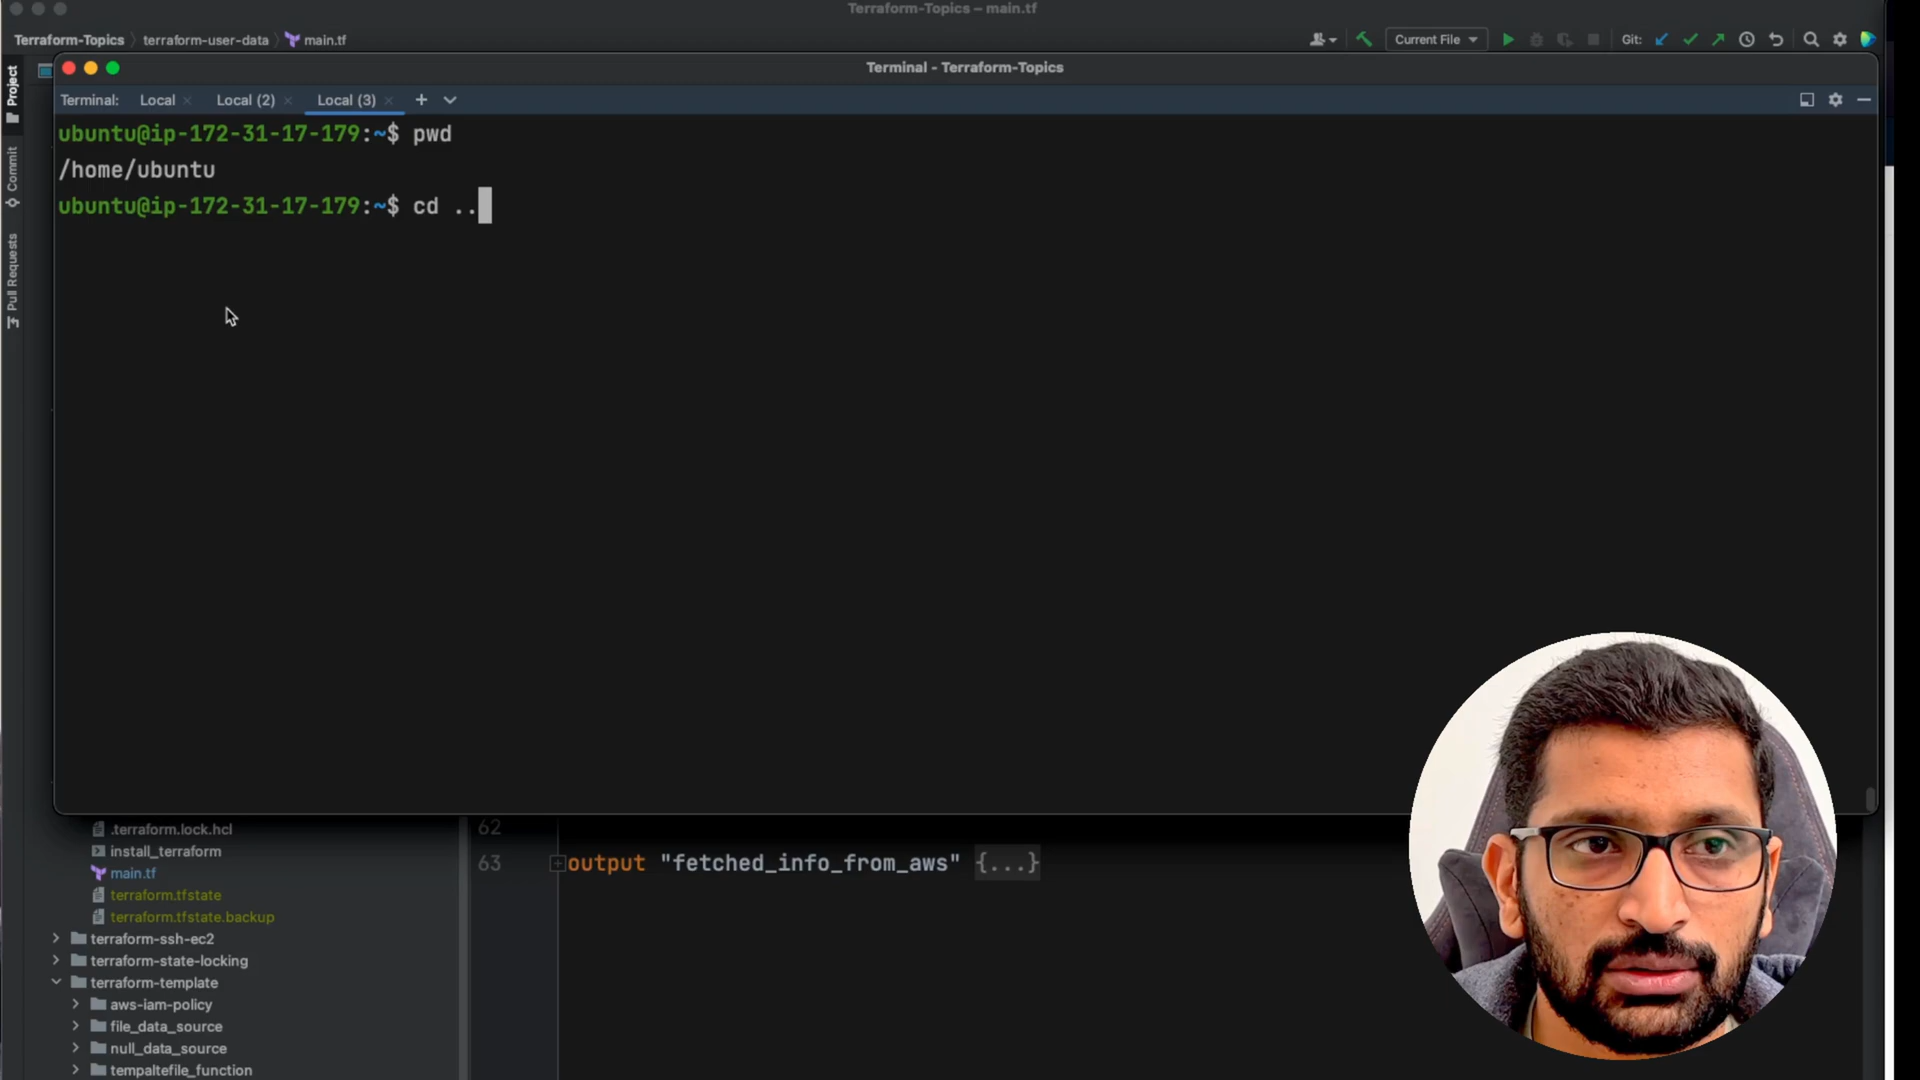 Terraform-Topics – main.tf
Terraform-Topics
terraform-user-data
main.tf
Current File
Git:
Terminal - Terraform-Topics
Project
Commit
Pull Requests
Terminal:
Local
Local (2)
Local (3)
ubuntu@ip-172-31-17-179:~$ pwd
/home/ubuntu
ubuntu@ip-172-31-17-179:~$ cd ..
.terraform.lock.hcl
install_terraform
main.tf
terraform.tfstate
terraform.tfstate.backup
terraform-ssh-ec2
terraform-state-locking
terraform-template
aws-iam-policy
file_data_source
null_data_source
tempaltefile_function
62
63
output "fetched_info_from_aws" {...}